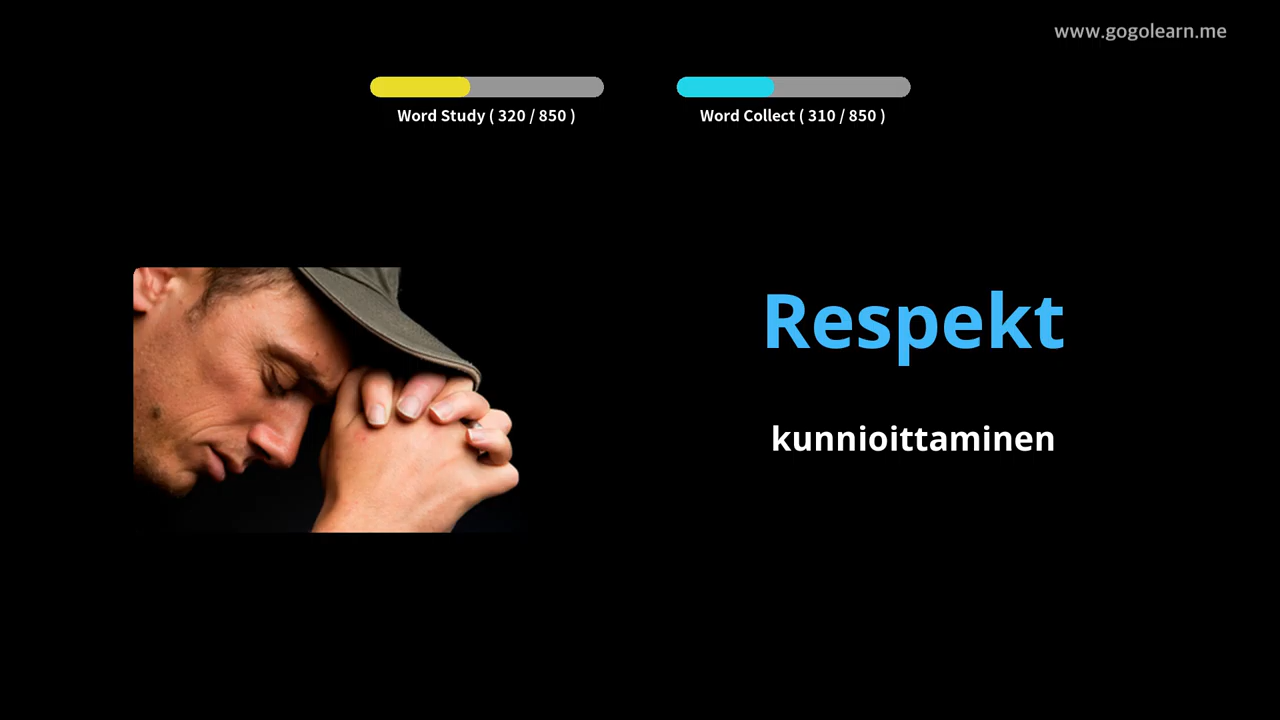 www.gogolearn.me
Word Study ( 320 / 850 )
Word Collect ( 310 / 850 )
Respekt
kunnioittaminen